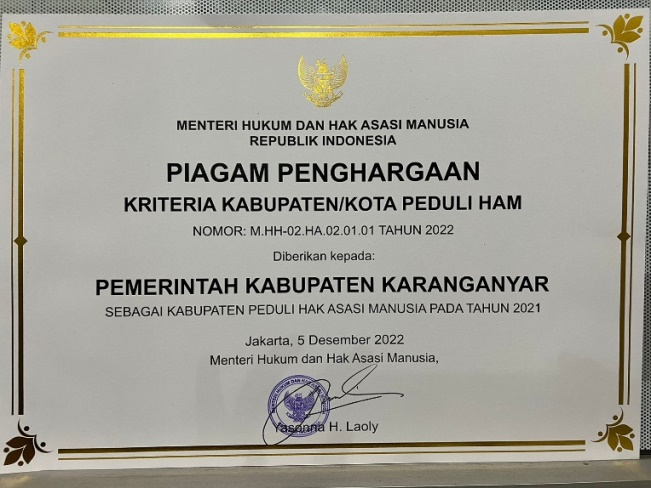 MENTERI HUKUM DAN HAK ASASI MANUSIA
REPUBLIK INDONESIA
PIAGAM PENGHARGAAN
KRITERIA KABUPATEN/KOTA PEDULI HAM
NOMOR: M.HH-02.HA.02.01.01 TAHUN 2022
Diberikan kepada:
PEMERINTAH KABUPATEN KARANGANYAR
SEBAGAI KABUPATEN PEDULI HAK ASASI MANUSIA PADA TAHUN 2021
Jakarta, 5 Desember 2022
Menteri Hukum dan Hak Asasi Manusia,
Yasonna H. Laoly